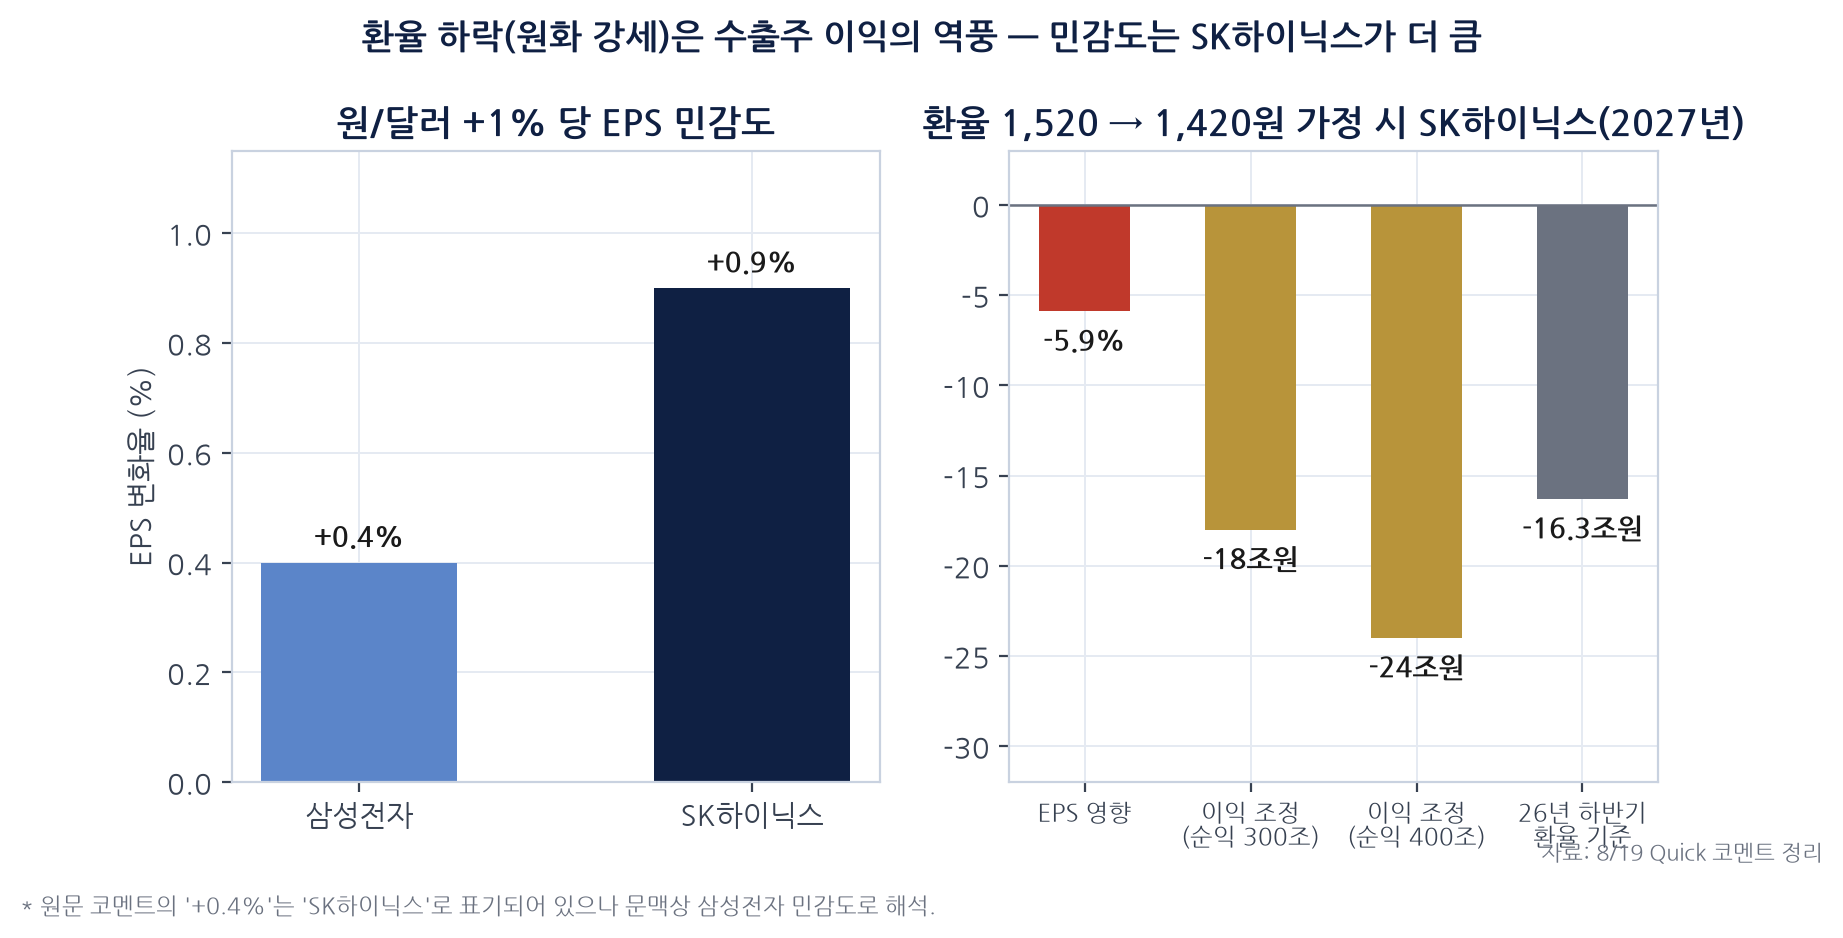 환율 하락(원화 강세)은 수출주 이익의 역풍 — 민감도는 SK하이닉스가 더 큼
원/달러 +1% 당 EPS 민감도
EPS 변화율 (%)
1.0
0.8
0.6
0.4
0.2
0.0
+0.4%
+0.9%
삼성전자
SK하이닉스
환율 1,520 → 1,420원 가정 시 SK하이닉스(2027년)
0
-5
-10
-15
-20
-25
-30
-5.9%
-18조원
-24조원
-16.3조원
EPS 영향
이익 조정
(순익 300조)
이익 조정
(순익 400조)
26년 하반기
환율 기준
자료: 8/19 Quick 코멘트 정리
* 원문 코멘트의 '+0.4%'는 'SK하이닉스'로 표기되어 있으나 문맥상 삼성전자 민감도로 해석.